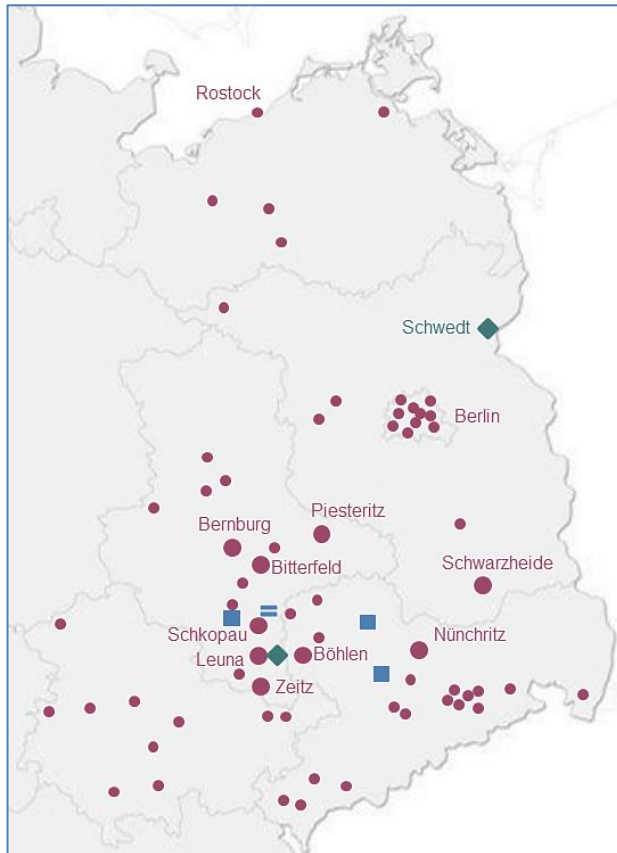 Rostock
Schwedt
Berlin
Piesteritz
Bernburg
Bitterfeld
Schwarzheide
Schkopau
Nünchritz
Leuna
Böhlen
Zeitz